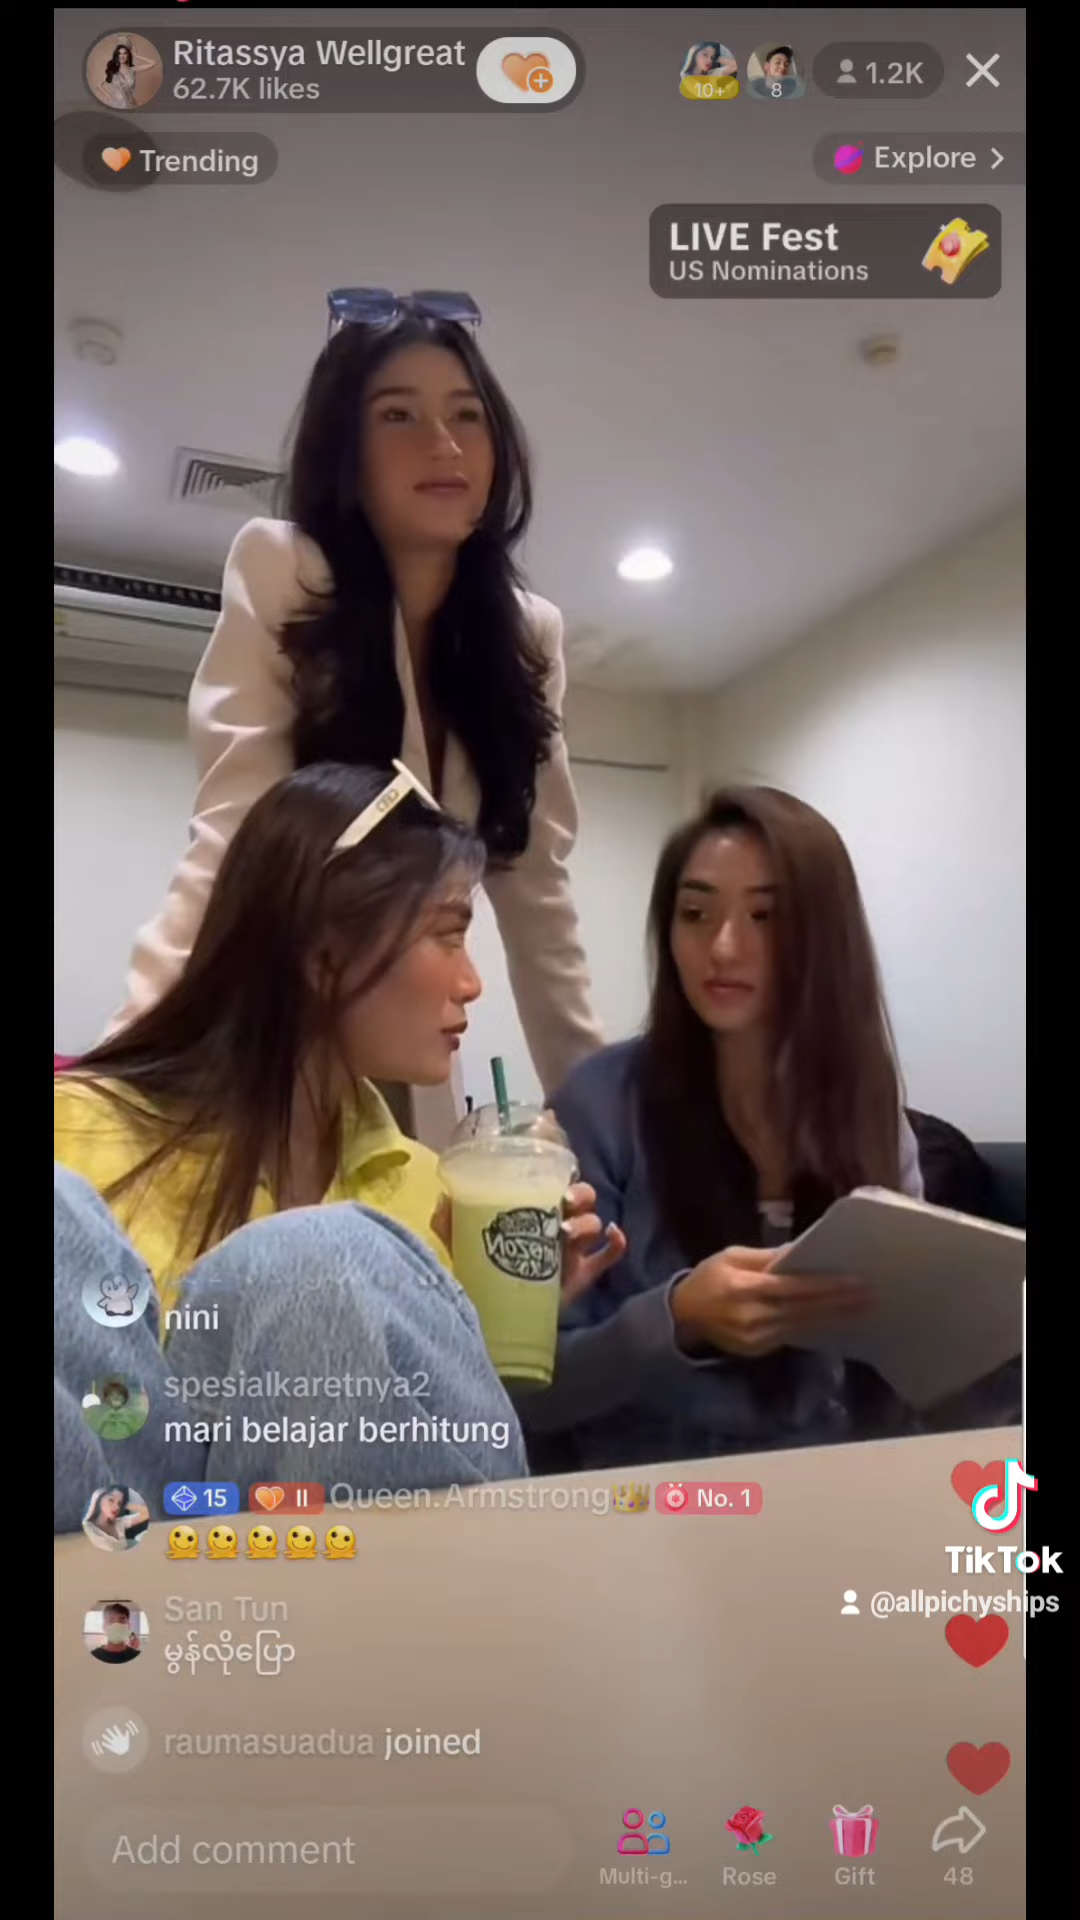 Ritassya Wellgreat
62.7K likes
10+
8
1.2K
Trending
Explore
LIVE Fest
US Nominations
nini
spesialkaretnya2
mari belajar berhitung
15 II Queen.Armstrong No. 1
San Tun
မွန်လိုပြော
raumasuadua joined
TikTok
@allpichyships
Add comment
Multi-g...
Rose
Gift
48